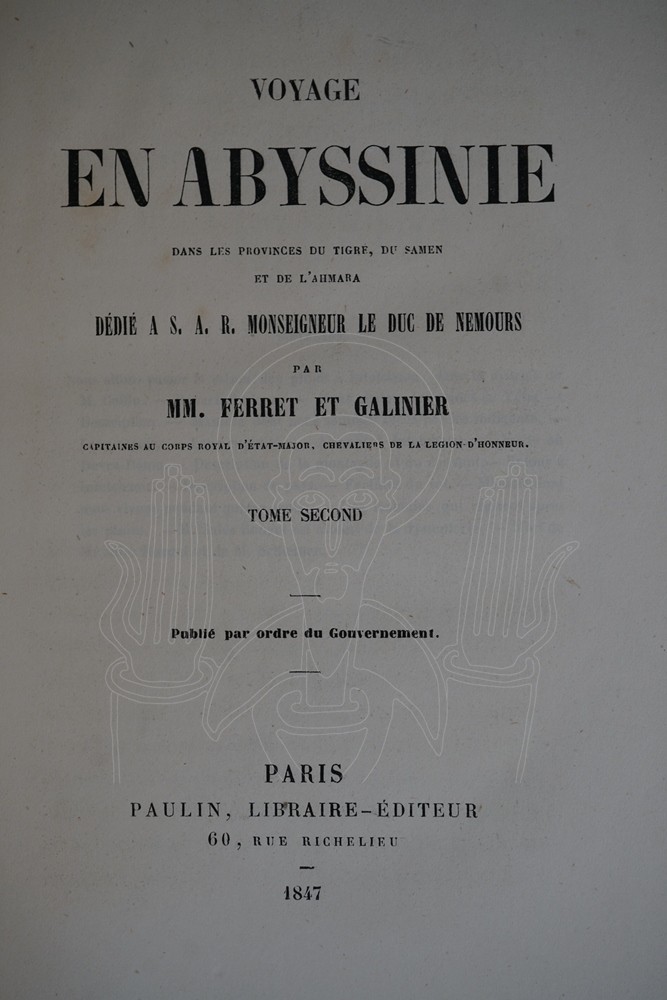 VOYAGE
EN ABYSSINIE
DANS LES PROVINCES DU TIGRE, DU SAMEN
ET DE L'AHMARA
DÉDIÉ A S. A. R. MONSEIGNEUR LE DUC DE NEMOURS
PAR
MM. FERRET ET GALINIER
CAPITAINES AU CORPS ROYAL D'ÉTAT-MAJOR, CHEVALIERS DE LA LEGION-D'HONNEUR.
TOME SECOND
Publié par ordre du Gouvernement.
PARIS
PAULIN, LIBRAIRE-ÉDITEUR
60, RUE RICHELIEU
1847